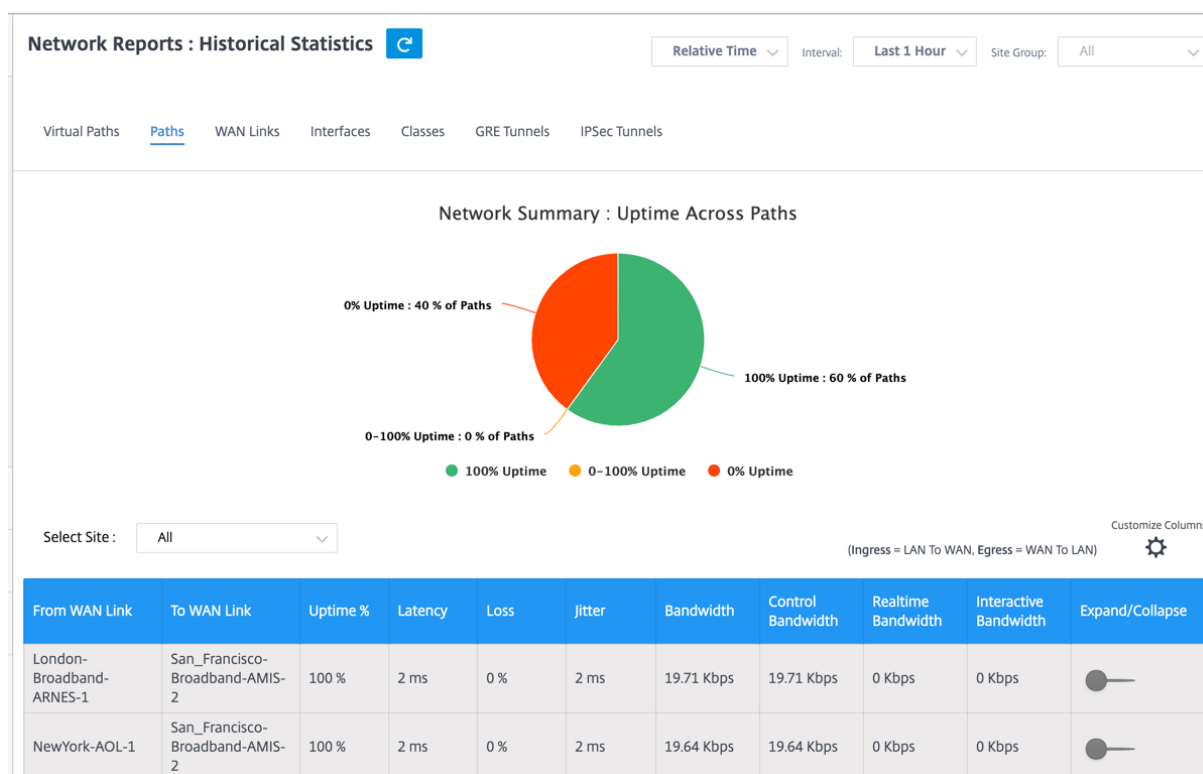 Network Reports : Historical Statistics
Relative Time
Interval:
Last 1 Hour
Site Group:
All
Virtual Paths
Paths
WAN Links
Interfaces
Classes
GRE Tunnels
IPSec Tunnels
Network Summary : Uptime Across Paths
0% Uptime : 40 % of Paths
100% Uptime : 60 % of Paths
0-100% Uptime : 0 % of Paths
100% Uptime
0-100% Uptime
0% Uptime
Select Site :
All
Customize Columns
(Ingress = LAN To WAN, Egress = WAN To LAN)
From WAN Link
To WAN Link
Uptime %
Latency
Loss
Jitter
Bandwidth
Control
Bandwidth
Realtime
Bandwidth
Interactive
Bandwidth
Expand/Collapse
London-
Broadband-
ARNES-1
San_Francisco-
Broadband-AMIS-
2
100 %
2 ms
0 %
2 ms
19.71 Kbps
19.71 Kbps
0 Kbps
0 Kbps
NewYork-AOL-1
San_Francisco-
Broadband-AMIS-
2
100 %
2 ms
0 %
2 ms
19.64 Kbps
19.64 Kbps
0 Kbps
0 Kbps